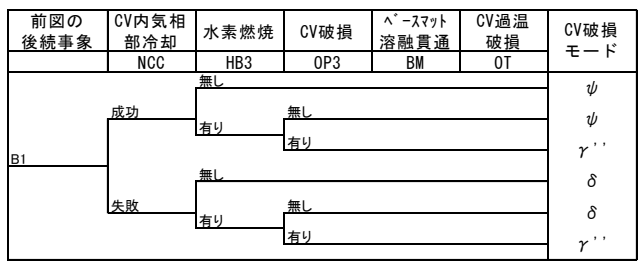 前図の
後続事象
CV内気相
部冷却
水素燃焼
CV破損
ﾍﾞｰｽﾏｯﾄ
溶融貫通
CV過温
破損
CV破損
モード
NCC
HB3
OP3
BM
OT
無し
ψ
成功
無し
ψ
有り
有り
γ''
B1
無し
δ
失敗
無し
δ
有り
有り
γ''